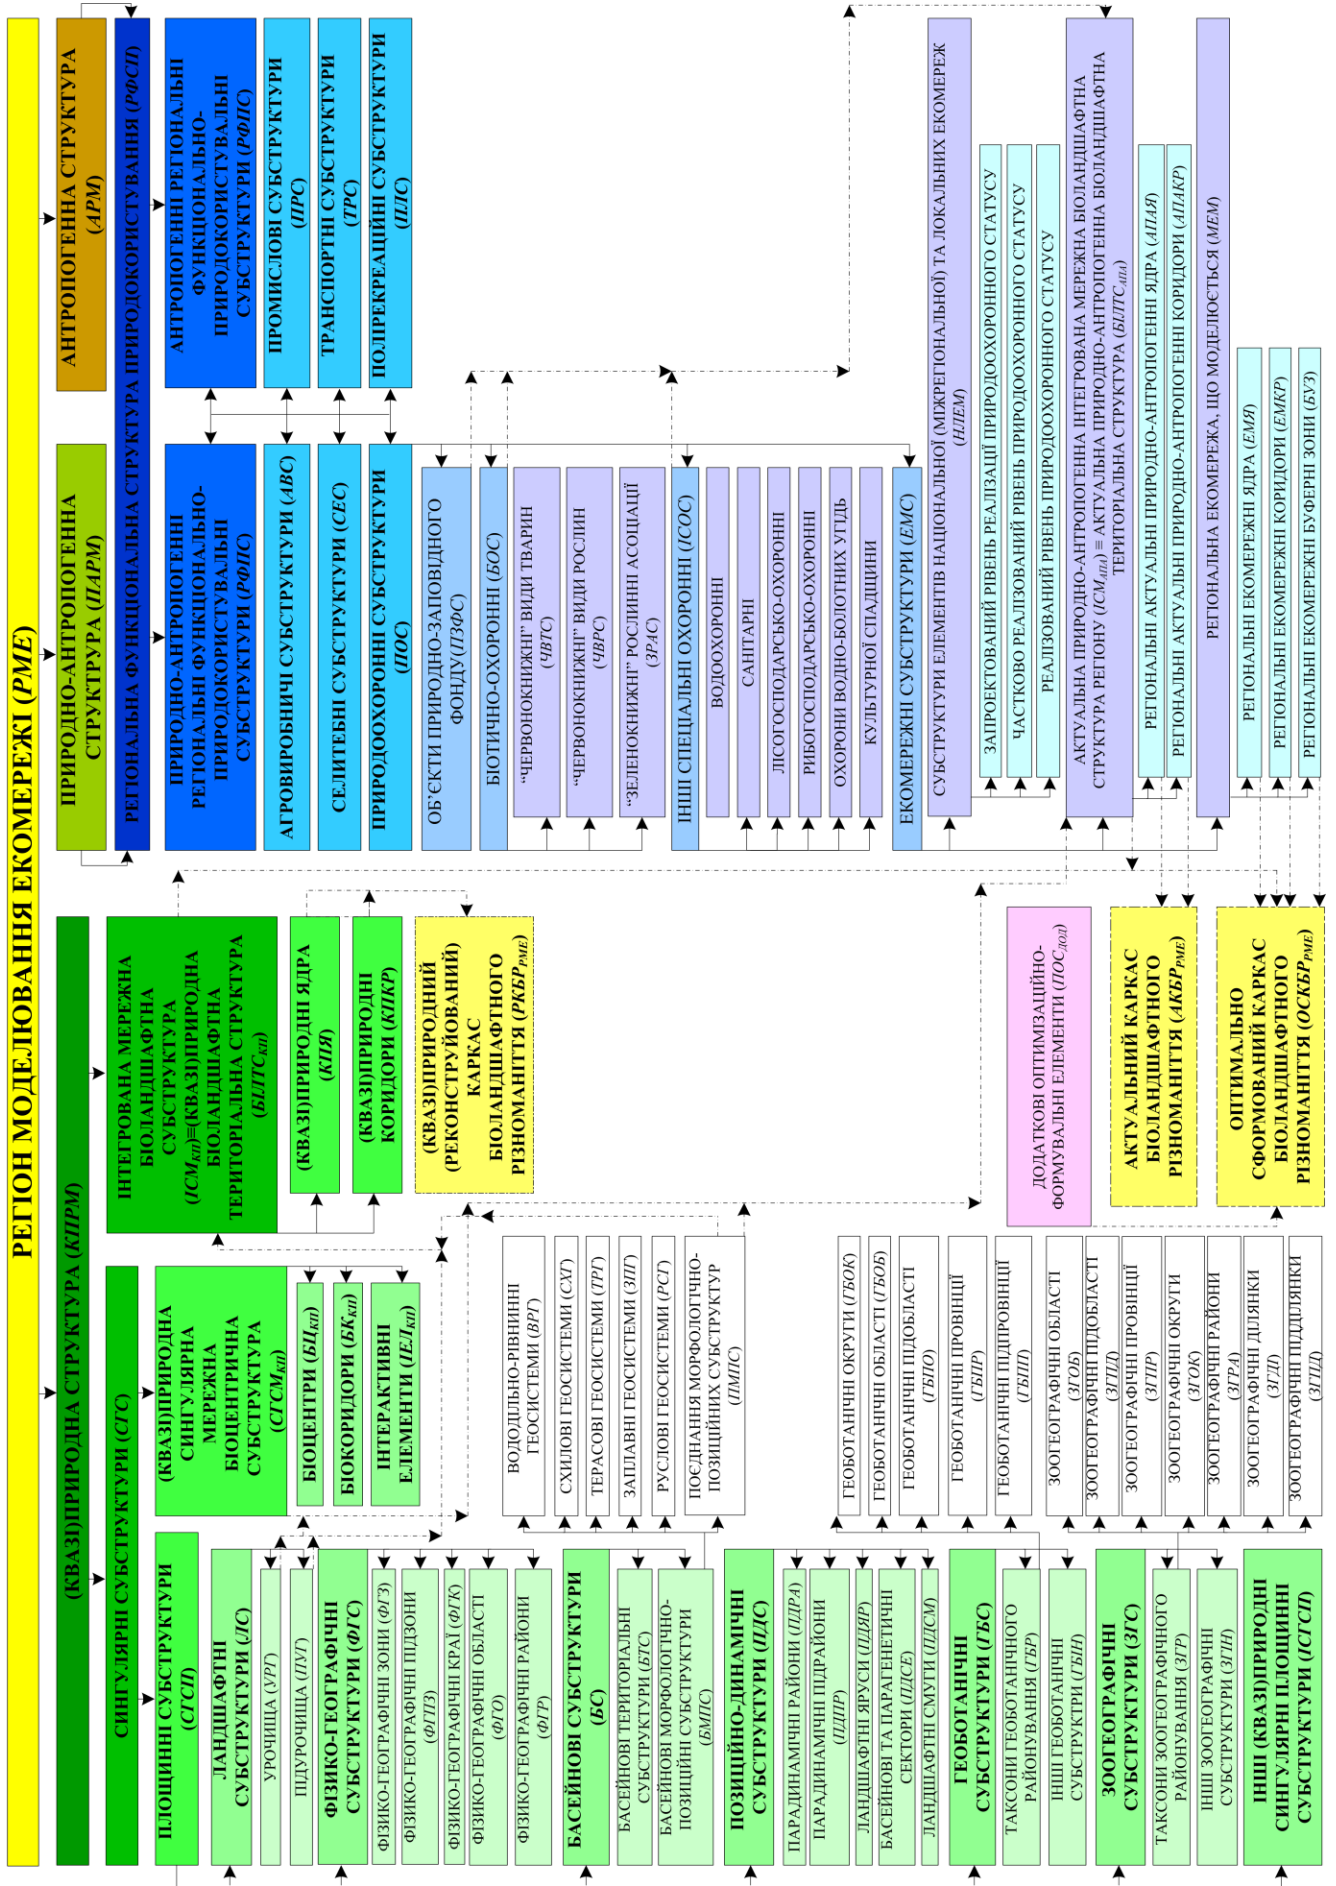 РЕГІОН МОДЕЛЮВАННЯ ЕКОМЕРЕЖІ (РМЕ)
(КВАЗІ)ПРИРОДНА СТРУКТУРА (КПРМ)
СИНГУЛЯРНІ СУБСТРУКТУРИ (СГС)
ПЛОЩИННІ СУБСТРУКТУРИ
(СГСП)
ЛАНДШАФТНІ
СУБСТРУКТУРИ (ЛС)
УРОЧИЩА (УРГ)
ПІДУРОЧИЩА (ПУГ)
ФІЗИКО-ГЕОГРАФІЧНІ
СУБСТРУКТУРИ (ФГС)
ФІЗИКО-ГЕОГРАФІЧНІ ЗОНИ (ФГЗ)
ФІЗИКО-ГЕОГРАФІЧНІ ПІДЗОНИ
(ФГПЗ)
ФІЗИКО-ГЕОГРАФІЧНІ КРАЇ (ФГК)
ФІЗИКО-ГЕОГРАФІЧНІ ОБЛАСТІ
(ФГО)
ФІЗИКО-ГЕОГРАФІЧНІ РАЙОНИ
(ФГР)
БАСЕЙНОВІ СУБСТРУКТУРИ
(БС)
БАСЕЙНОВІ ТЕРИТОРІАЛЬНІ
СУБСТРУКТУРИ (БТС)
БАСЕЙНОВІ МОРФОЛОГІЧНО-
ПОЗИЦІЙНІ СУБСТРУКТУРИ
(БМПС)
ПОЗИЦІЙНО-ДИНАМІЧНІ
СУБСТРУКТУРИ (ПДС)
ПАРАДИНАМІЧНІ РАЙОНИ (ПДРА)
ПАРАДИНАМІЧНІ ПІДРАЙОНИ
(ПДПР)
ЛАНДШАФТНІ ЯРУСИ (ПДЯР)
БАСЕЙНОВІ ТА ПАРАГЕНЕТИЧНІ
СЕКТОРИ (ПДСЕ)
ЛАНДШАФТНІ СМУГИ (ПДСМ)
ГЕОБОТАНІЧНІ
СУБСТРУКТУРИ (ГБС)
ТАКСОНИ ГЕОБОТАНІЧНОГО
РАЙОНУВАННЯ (ГБР)
ІНШІ ГЕОБОТАНІЧНІ
СУБСТРУКТУРИ (ГБІН)
ЗООГЕОГРАФІЧНІ
СУБСТРУКТУРИ (ЗГС)
ТАКСОНИ ЗООГЕОГРАФІЧНОГО
РАЙОНУВАННЯ (ЗГР)
ІНШІ ЗООГЕОГРАФІЧНІ
СУБСТРУКТУРИ (ЗГІН)
ІНШІ (КВАЗІ)ПРИРОДНІ
СИНГУЛЯРНІ ПЛОЩИННІ
СУБСТРУКТУРИ (ІСГСП)
(КВАЗІ)ПРИРОДНА
СИНГУЛЯРНА
МЕРЕЖНА
БІОЦЕНТРИЧНА
СУБСТРУКТУРА
(СГСМКП)
БІОЦЕНТРИ (БЦКП)
БІОКОРИДОРИ (БККП)
ІНТЕРАКТИВНІ
ЕЛЕМЕНТИ (ІЕЛКП)
ВОДОДІЛЬНО-РІВНИННІ
ГЕОСИСТЕМИ (ВРГ)
СХИЛОВІ ГЕОСИСТЕМИ (СХГ)
ТЕРАСОВІ ГЕОСИСТЕМИ (ТРГ)
ЗАПЛАВНІ ГЕОСИСТЕМИ (ЗПГ)
РУСЛОВІ ГЕОСИСТЕМИ (РСГ)
ПОЄДНАННЯ МОРФОЛОГІЧНО-
ПОЗИЦІЙНИХ СУБСТРУКТУР
(ПМПС)
ГЕОБОТАНІЧНІ ОКРУГИ (ГБОК)
ГЕОБОТАНІЧНІ ОБЛАСТІ (ГБОБ)
ГЕОБОТАНІЧНІ ПІДОБЛАСТІ
(ГБПО)
ГЕОБОТАНІЧНІ ПРОВІНЦІЇ
(ГБПР)
ГЕОБОТАНІЧНІ ПІДПРОВІНЦІЇ
(ГБПП)
ЗООГЕОГРАФІЧНІ ОБЛАСТІ
(ЗГОБ)
ЗООГЕОГРАФІЧНІ ПІДОБЛАСТІ
(ЗГПД)
ЗООГЕОГРАФІЧНІ ПРОВІНЦІЇ
(ЗГПР)
ЗООГЕОГРАФІЧНІ ОКРУГИ
(ЗГОК)
ЗООГЕОГРАФІЧНІ РАЙОНИ
(ЗГРА)
ЗООГЕОГРАФІЧНІ ДІЛЯНКИ
(ЗГДІ)
ЗООГЕОГРАФІЧНІ ПІДДІЛЯНКИ
(ЗГПД)
ІНТЕГРОВАНА МЕРЕЖНА
БІОЛАНДШАФТНА
СУБСТРУКТУРА
(ІСМКП)≡(КВАЗІ)ПРИРОДНА
БІОЛАНДШАФТНА
ТЕРИТОРІАЛЬНА СТРУКТУРА
(БІЛТСКП)
(КВАЗІ)ПРИРОДНІ ЯДРА
(КПЯ)
(КВАЗІ)ПРИРОДНІ
КОРИДОРИ (КПКР)
(КВАЗІ)ПРИРОДНИЙ
(РЕКОНСТРУЙОВАНИЙ)
КАРКАС
БІОЛАНДШАФТНОГО
РІЗНОМАНІТТЯ (РКБРРМЕ)
ДОДАТКОВІ ОПТИМІЗАЦІЙНО-
ФОРМУВАЛЬНІ ЕЛЕМЕНТИ (ПОСДОД)
АКТУАЛЬНИЙ КАРКАС
БІОЛАНДШАФТНОГО
РІЗНОМАНІТТЯ (АКБРРМЕ)
ОПТИМАЛЬНО
СФОРМОВАНИЙ КАРКАС
БІОЛАНДШАФТНОГО
РІЗНОМАНІТТЯ (ОСКБРРМЕ)
ПРИРОДНО-АНТРОПОГЕННА
СТРУКТРУРА (ПАРМ)
АНТРОПОГЕННА СТРУКТУРА
(АРМ)
РЕГІОНАЛЬНА ФУНКЦІОНАЛЬНА СТРУКТУРА ПРИРОДОКОРИСТУВАННЯ (РФСП)
ПРИРОДНО-АНТРОПОГЕННІ
РЕГІОНАЛЬНІ ФУНКЦІОНАЛЬНО-
ПРИРОДОКОРИСТУВАЛЬНІ
СУБСТРУКТУРИ (РФПС)
АНТРОПОГЕННІ РЕГІОНАЛЬНІ
ФУНКЦІОНАЛЬНО-
ПРИРОДОКОРИСТУВАЛЬНІ
СУБСТРУКТУРИ (РФПС)
АГРОВИРОБНИЧІ СУБСТРУКТУРИ (АВС)
ПРОМИСЛОВІ СУБСТРУКТУРИ
(ПРС)
СЕЛИТЕБНІ СУБСТРУКТУРИ (СЕС)
ТРАНСПОРТНІ СУБСТРУКТУРИ
(ТРС)
ПРИРОДООХОРОННІ СУБСТРУКТУРИ
(ПОС)
ПОЛІРЕКРЕАЦІЙНІ СУБСТРУКТУРИ
(ПЛС)
ОБ'ЄКТИ ПРИРОДНО-ЗАПОВІДНОГО
ФОНДУ(ПЗФС)
БІОТИЧНО-ОХОРОННІ (БОС)
"ЧЕРВОНОКНИЖНІ" ВИДИ ТВАРИН
(ЧВТС)
"ЧЕРВОНОКНИЖНІ" ВИДИ РОСЛИН
(ЧВРС)
"ЗЕЛЕНОКНИЖНІ" РОСЛИННІ АСОЦІАЦІЇ
(ЗРАС)
ІНШІ СПЕЦІАЛЬНІ ОХОРОННІ (ІСОС)
ВОДООХОРОННІ
САНІТАРНІ
ЛІСОГОСПОДАРСЬКО-ОХОРОННІ
РИБОГОСПОДАРСЬКО-ОХОРОННІ
ОХОРОНИ ВОДНО-БОЛОТНИХ УГІДЬ
КУЛЬТУРНОЇ СПАДЩИНИ
ЕКОМЕРЕЖНІ СУБСТРУКТУРИ (ЕМС)
СУБСТРУКТУРИ ЕЛЕМЕНТІВ НАЦІОНАЛЬНОЇ (МІЖРЕГІОНАЛЬНОЇ) ТА ЛОКАЛЬНИХ ЕКОМЕРЕЖ
(НЛЕМ)
ЗАПРОЕКТОВАНИЙ РІВЕНЬ РЕАЛІЗАЦІЇ ПРИРОДООХОРОННОГО СТАТУСУ
ЧАСТКОВО РЕАЛІЗОВАНИЙ РІВЕНЬ ПРИРОДООХОРОННОГО СТАТУСУ
РЕАЛІЗОВАНИЙ РІВЕНЬ ПРИРОДООХОРОННОГО СТАТУСУ
АКТУАЛЬНА ПРИРОДНО-АНТРОПОГЕННА ІНТЕГРОВАНА МЕРЕЖНА БІОЛАНДШАФТНА
СТРУКТУРА РЕГІОНУ (ІСМАПА) ≡ АКТУАЛЬНА ПРИРОДНО-АНТРОПОГЕННА БІОЛАНДШАФТНА
ТЕРИТОРІАЛЬНА СТРУКТУРА (БІЛТСАПА)
РЕГІОНАЛЬНІ АКТУАЛЬНІ ПРИРОДНО-АНТРОПОГЕННІ ЯДРА (АПАЯ)
РЕГІОНАЛЬНІ АКТУАЛЬНІ ПРИРОДНО-АНТРОПОГЕННІ КОРИДОРИ (АПАКР)
РЕГІОНАЛЬНА ЕКОМЕРЕЖА, ЩО МОДЕЛЮЄТЬСЯ (МЕМ)
РЕГІОНАЛЬНІ ЕКОМЕРЕЖНІ ЯДРА (ЕМЯ)
РЕГІОНАЛЬНІ ЕКОМЕРЕЖНІ КОРИДОРИ (ЕМКР)
РЕГІОНАЛЬНІ ЕКОМЕРЕЖНІ БУФЕРНІ ЗОНИ (БУЗ)